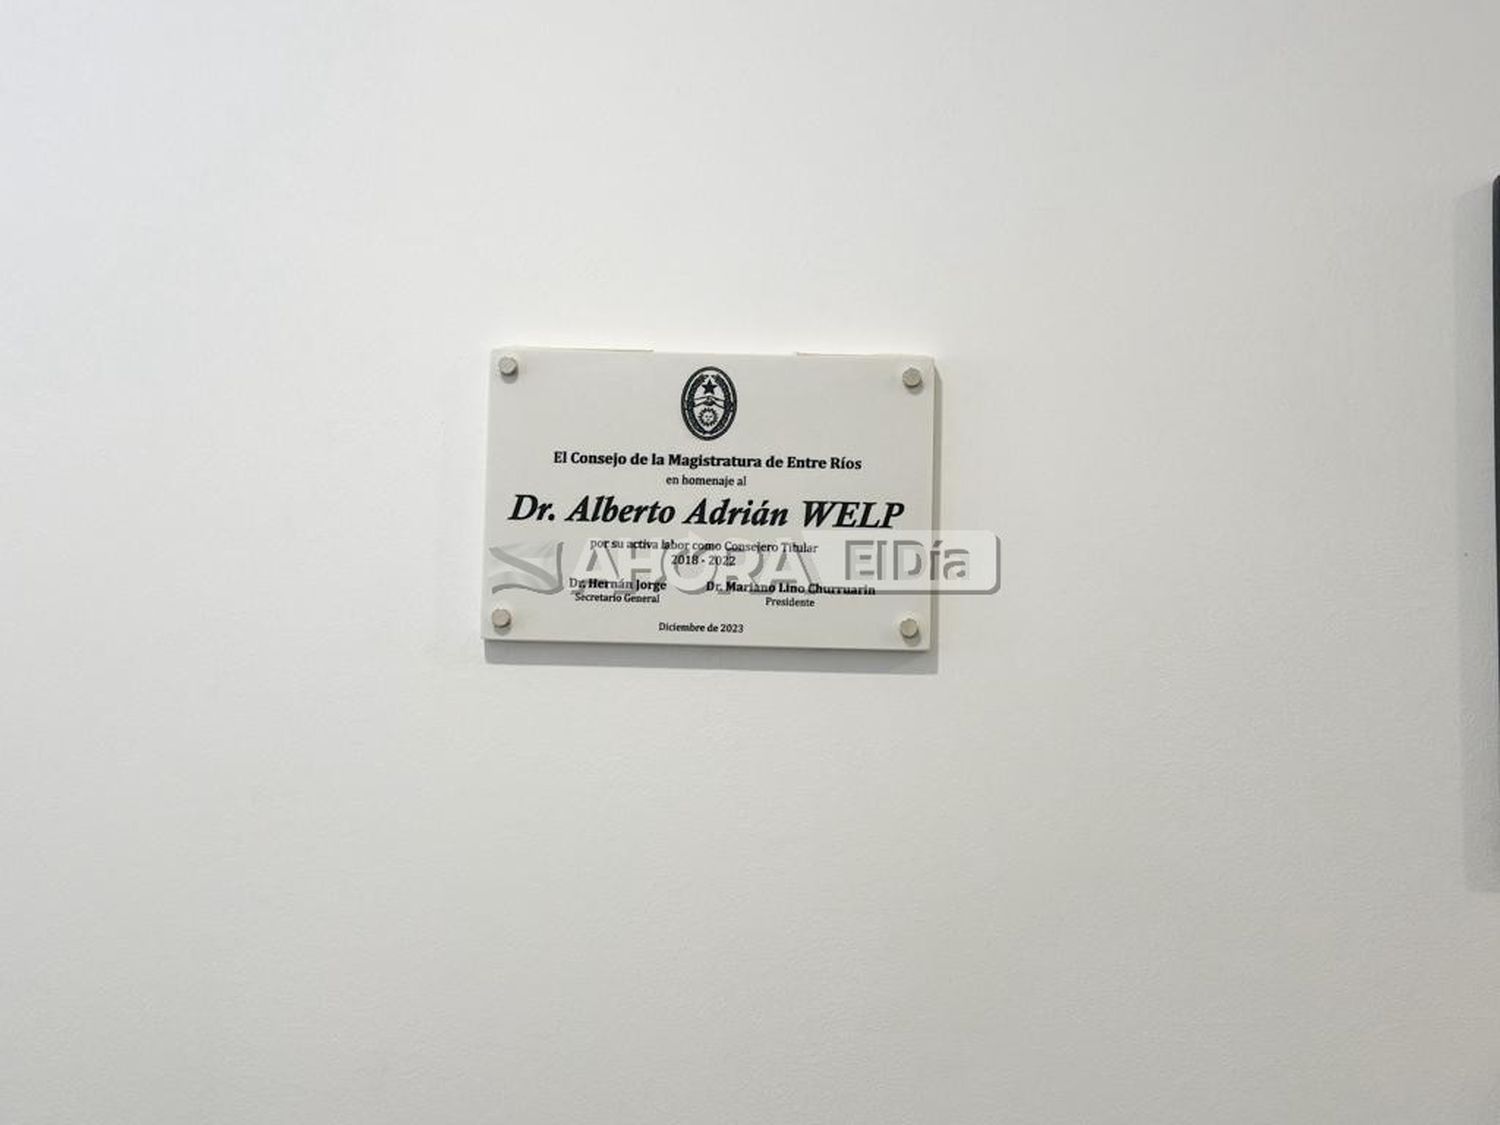 El Consejo de la Magistratura de Entre Ríos
en homenaje al
Dr. Alberto Adrián WELP
por su activa labor como Consejero Titular
2018 - 2022
AHORA ElDía
Dr. Hernán Jorge Dr. Mariano Lino Churruarin
Secretario General Presidente
Diciembre de 2023